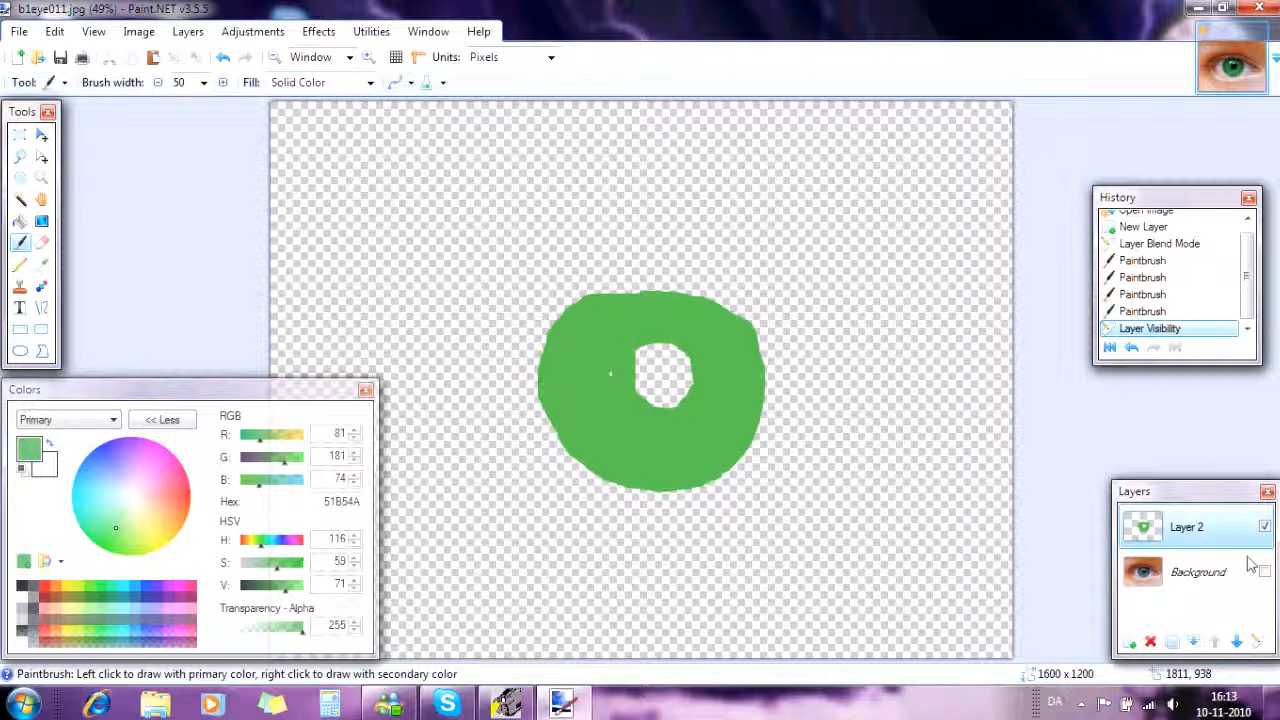 b1eye011.jpg (49%) - Paint.NET v3.5.5
File Edit View Image Layers Adjustments Effects Utilities Window Help
Window Units: Pixels
Tool: Brush width: 50 Fill: Solid Color
Tools
History
Open Image
New Layer
Layer Blend Mode
Paintbrush
Paintbrush
Paintbrush
Paintbrush
Layer Visibility
Colors
Primary << Less
RGB
R: 81
G: 181
B: 74
Hex: 51B54A
HSV
H: 116
S: 59
V: 71
Transparency - Alpha
255
Layers
Layer 2
Background
Paintbrush: Left click to draw with primary color, right click to draw with secondary color
1600 x 1200
1811, 938
DA
16:13
10-11-2010